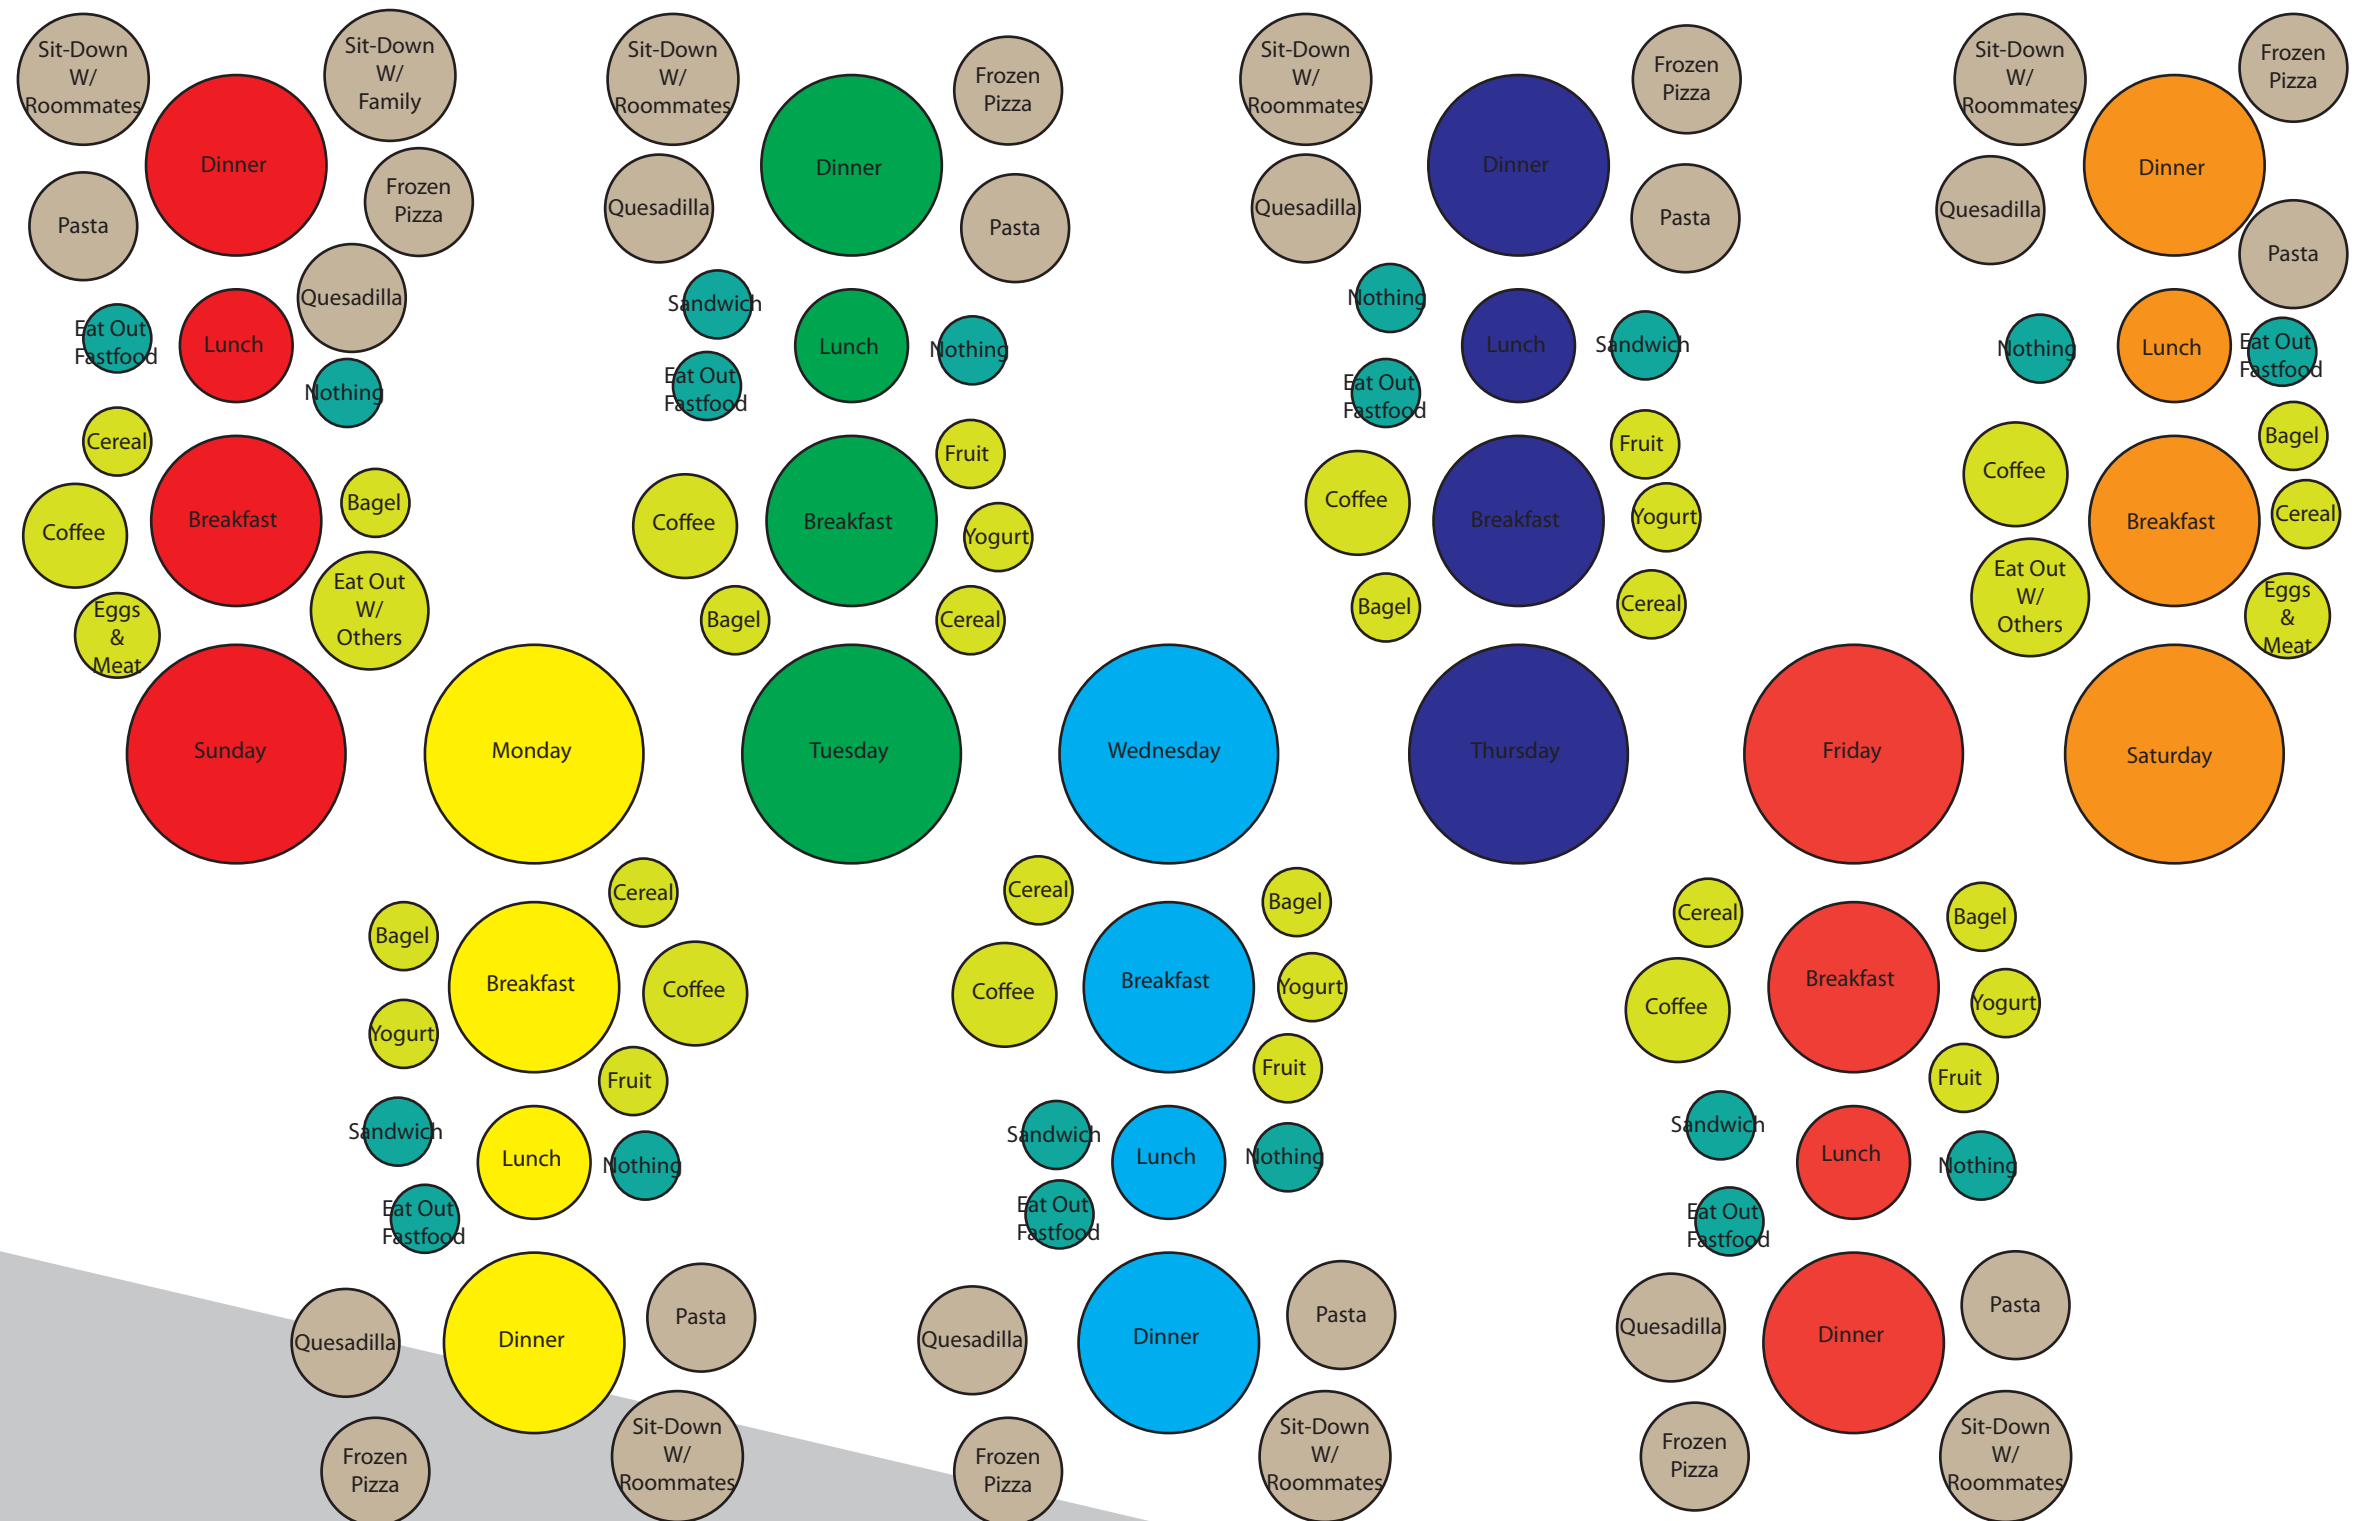 Sit-Down
W/
Roommates
Sit-Down
W/
Family
Dinner
Pasta
Frozen
Pizza
Quesadilla
Eat Out
Fastfood
Lunch
Nothing
Cereal
Coffee
Breakfast
Bagel
Eggs
&
Meat
Eat Out
W/
Others
Sunday
Monday
Cereal
Bagel
Breakfast
Coffee
Yogurt
Fruit
Sandwich
Lunch
Nothing
Eat Out
Fastfood
Quesadilla
Dinner
Pasta
Frozen
Pizza
Sit-Down
W/
Roommates
Sit-Down
W/
Roommates
Frozen
Pizza
Dinner
Quesadilla
Pasta
Sandwich
Lunch
Nothing
Eat Out
Fastfood
Fruit
Coffee
Breakfast
Yogurt
Bagel
Cereal
Tuesday
Wednesday
Cereal
Bagel
Coffee
Breakfast
Yogurt
Fruit
Sandwich
Lunch
Nothing
Eat Out
Fastfood
Quesadilla
Dinner
Pasta
Frozen
Pizza
Sit-Down
W/
Roommates
Sit-Down
W/
Roommates
Frozen
Pizza
Dinner
Quesadilla
Pasta
Nothing
Lunch
Sandwich
Eat Out
Fastfood
Fruit
Coffee
Breakfast
Yogurt
Bagel
Cereal
Thursday
Friday
Cereal
Bagel
Coffee
Breakfast
Yogurt
Fruit
Sandwich
Lunch
Nothing
Eat Out
Fastfood
Quesadilla
Dinner
Pasta
Frozen
Pizza
Sit-Down
W/
Roommates
Sit-Down
W/
Roommates
Frozen
Pizza
Dinner
Quesadilla
Pasta
Nothing
Lunch
Eat Out
Fastfood
Bagel
Coffee
Breakfast
Cereal
Eat Out
W/
Others
Eggs
&
Meat
Saturday